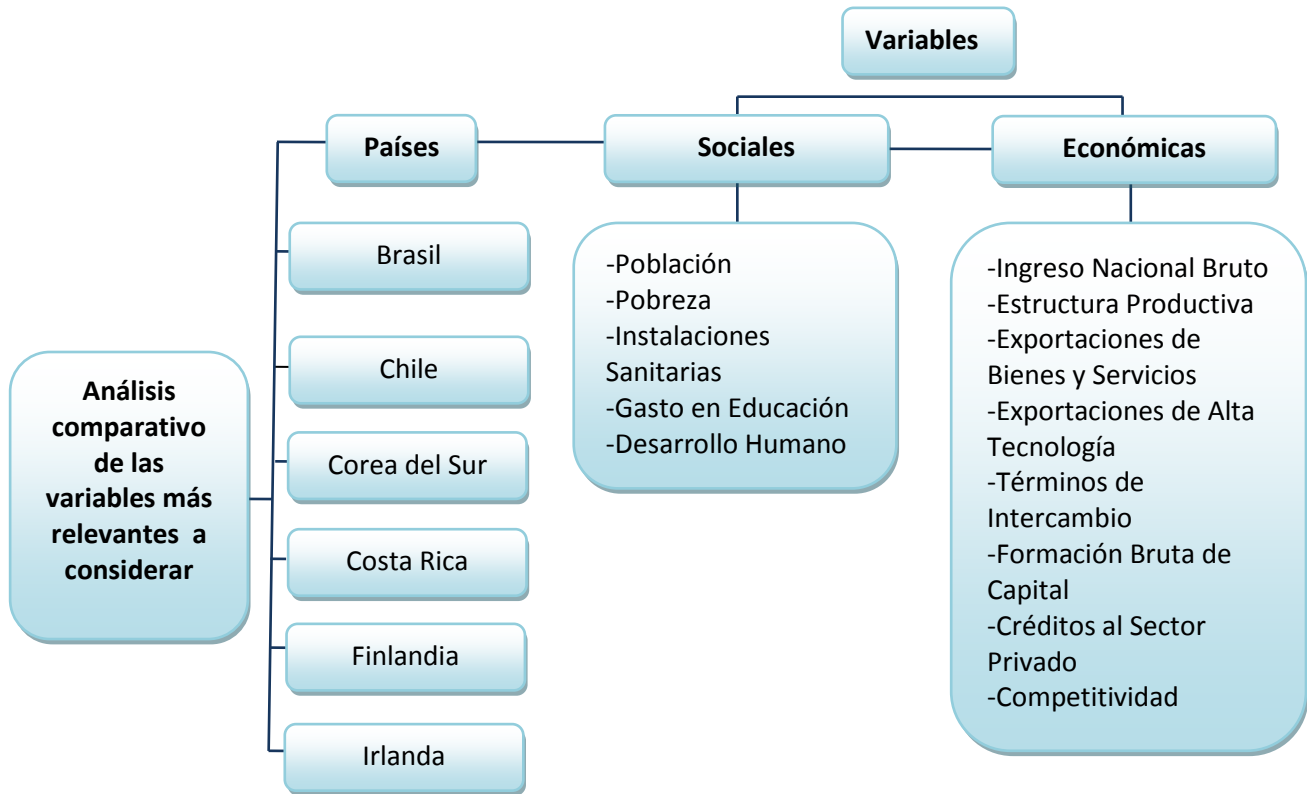 Variables
Países
Sociales
Económicas
Análisis
comparativo
de las
variables más
relevantes a
considerar
Brasil
Chile
Corea del Sur
Costa Rica
Finlandia
Irlanda
-Población
-Pobreza
-Instalaciones
Sanitarias
-Gasto en Educación
-Desarrollo Humano
-Ingreso Nacional Bruto
-Estructura Productiva
-Exportaciones de
Bienes y Servicios
-Exportaciones de Alta
Tecnología
-Términos de
Intercambio
-Formación Bruta de
Capital
-Créditos al Sector
Privado
-Competitividad